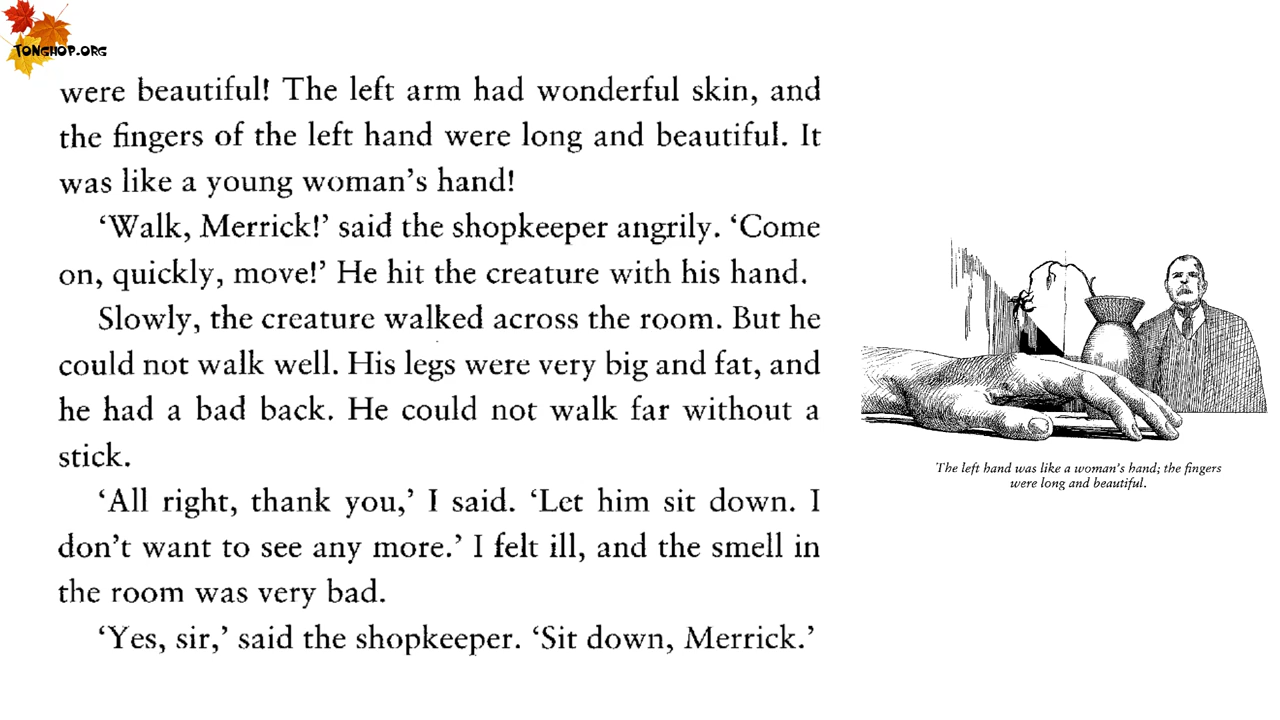 TONGHOP.ORG
were beautiful! The left arm had wonderful skin, and
the fingers of the left hand were long and beautiful. It
was like a young woman’s hand!
‘Walk, Merrick!’ said the shopkeeper angrily. ‘Come
on, quickly, move!’ He hit the creature with his hand.
Slowly, the creature walked across the room. But he
could not walk well. His legs were very big and fat, and
he had a bad back. He could not walk far without a
stick.
‘All right, thank you,’ I said. ‘Let him sit down. I
don’t want to see any more.’ I felt ill, and the smell in
the room was very bad.
‘Yes, sir,’ said the shopkeeper. ‘Sit down, Merrick.’
The left hand was like a woman’s hand; the fingers
were long and beautiful.